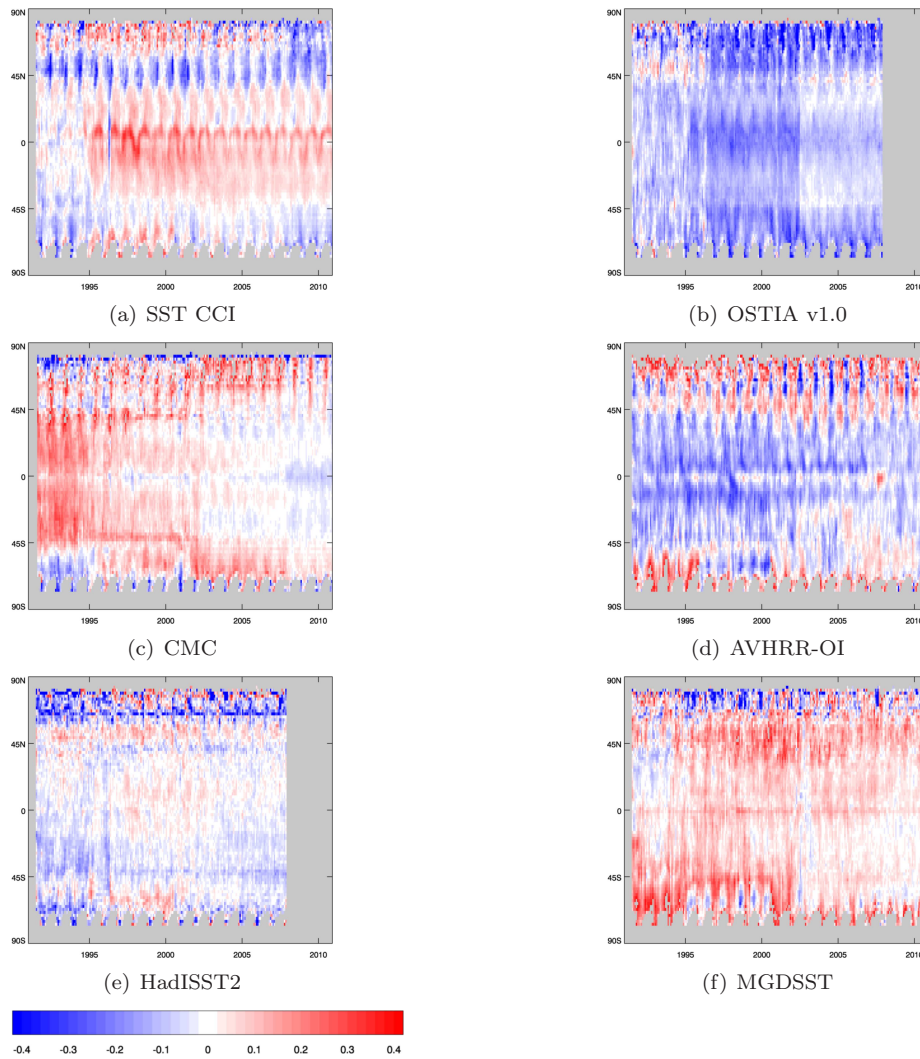 90N
45N
0
45S
90S
1995 2000 2005 2010
(a) SST CCI
90N
45N
0
45S
90S
1995 2000 2005 2010
(b) OSTIA v1.0
90N
45N
0
45S
90S
1995 2000 2005 2010
(c) CMC
90N
45N
0
45S
90S
1995 2000 2005 2010
(d) AVHRR-OI
90N
45N
0
45S
90S
1995 2000 2005 2010
(e) HadISST2
90N
45N
0
45S
90S
1995 2000 2005 2010
(f) MGDSST
-0.4 -0.3 -0.2 -0.1 0 0.1 0.2 0.3 0.4